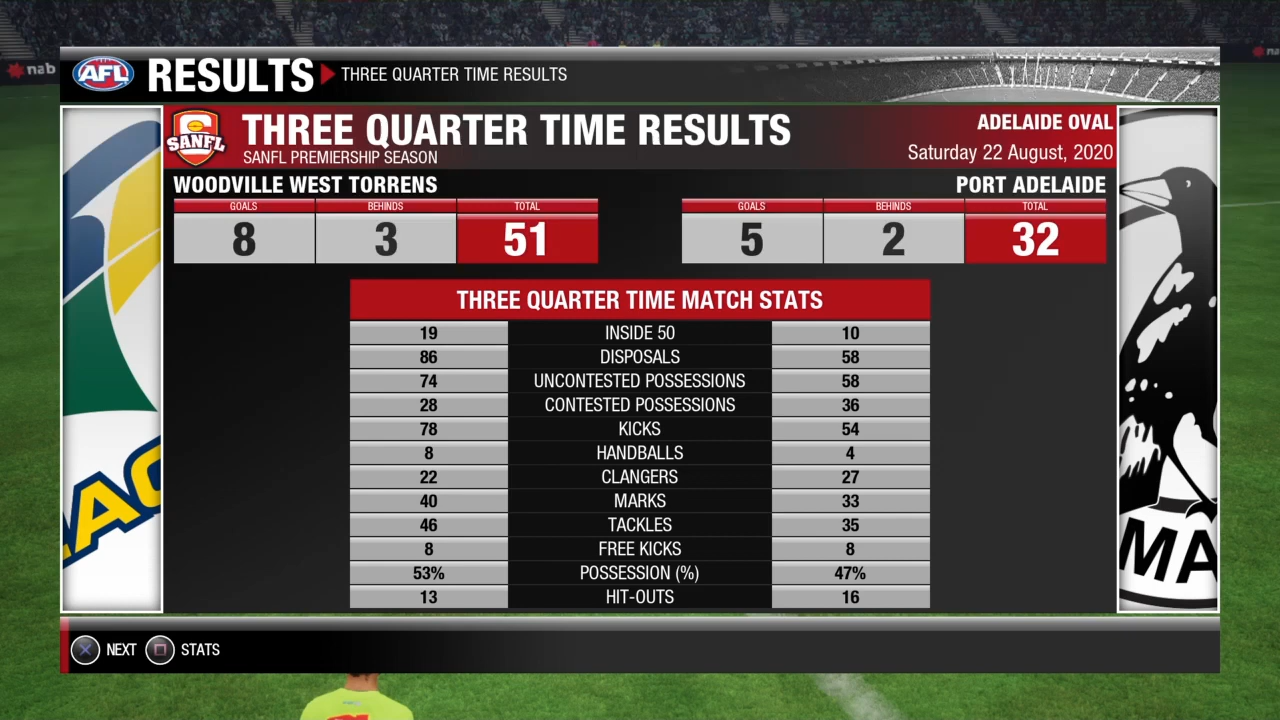 nab
AFL RESULTS THREE QUARTER TIME RESULTS
SANFL
THREE QUARTER TIME RESULTS
SANFL PREMIERSHIP SEASON
ADELAIDE OVAL
Saturday 22 August, 2020
WOODVILLE WEST TORRENS PORT ADELAIDE
GOALS BEHINDS TOTAL GOALS BEHINDS TOTAL
8 3 51 5 2 32
THREE QUARTER TIME MATCH STATS
19 INSIDE 50 10
86 DISPOSALS 58
74 UNCONTESTED POSSESSIONS 58
28 CONTESTED POSSESSIONS 36
78 KICKS 54
8 HANDBALLS 4
22 CLANGERS 27
40 MARKS 33
46 TACKLES 35
8 FREE KICKS 8
53% POSSESSION (%) 47%
13 HIT-OUTS 16
MA
NEXT STATS